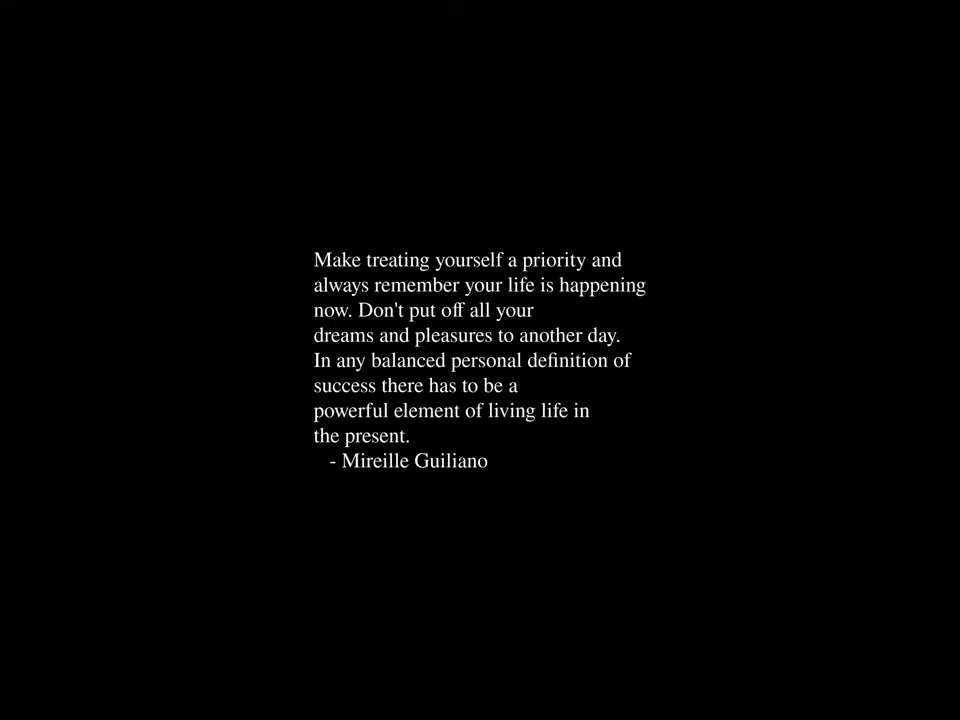 Make treating yourself a priority and
always remember your life is happening
now. Don't put off all your
dreams and pleasures to another day.
In any balanced personal definition of
success there has to be a
powerful element of living life in
the present.
- Mireille Guiliano